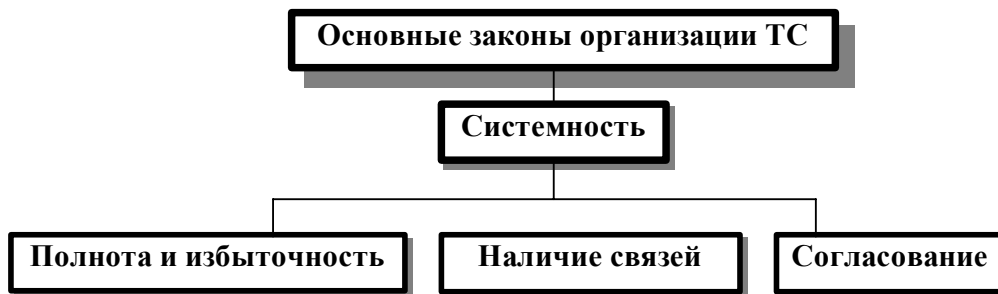 Основные законы организации ТС
Системность
Полнота и избыточность
Наличие связей
Согласование